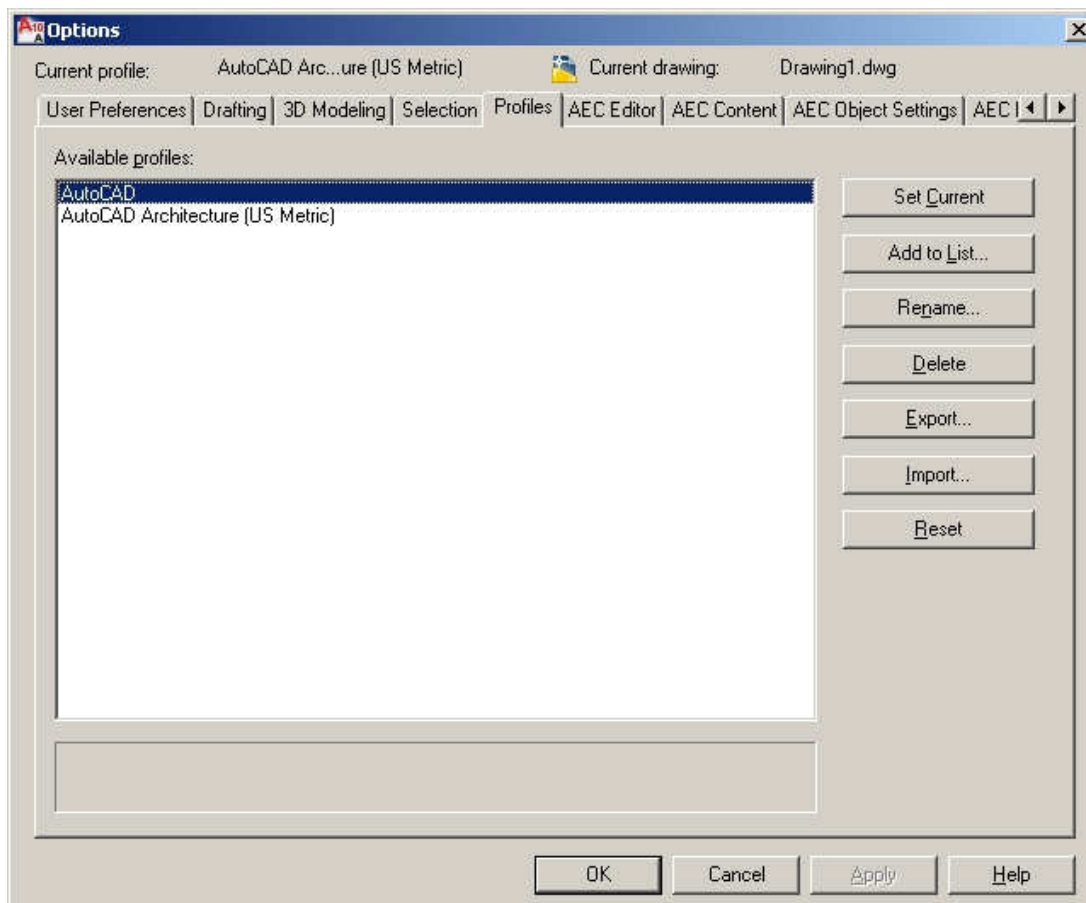 Options
Current profile: AutoCAD Arc...ure (US Metric) Current drawing: Drawing1.dwg
User Preferences Drafting 3D Modeling Selection Profiles AEC Editor AEC Content AEC Object Settings AEC
Available profiles:
AutoCAD
AutoCAD Architecture (US Metric)
Set Current
Add to List...
Rename...
Delete
Export...
Import...
Reset
OK Cancel Apply Help